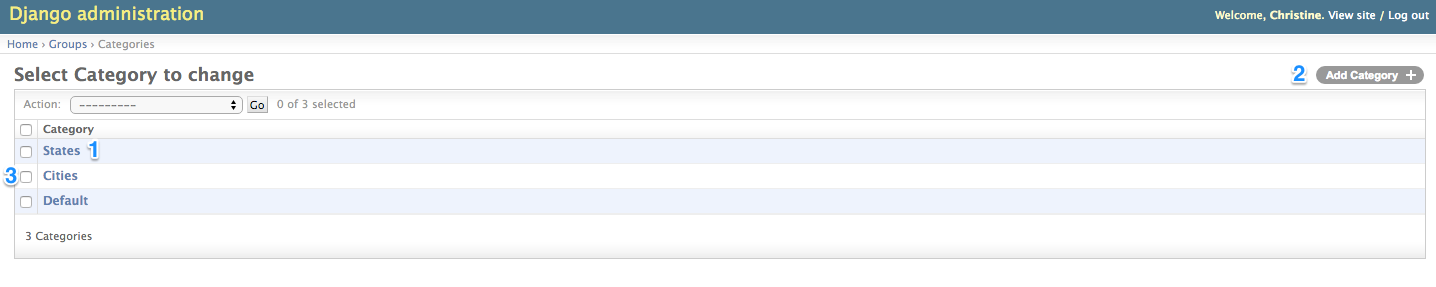 Django administration
Welcome, Christine. View site / Log out
Home › Groups › Categories
Select Category to change
2 Add Category +
Action: --------- Go 0 of 3 selected
Category
States 1
3 Cities
Default
3 Categories